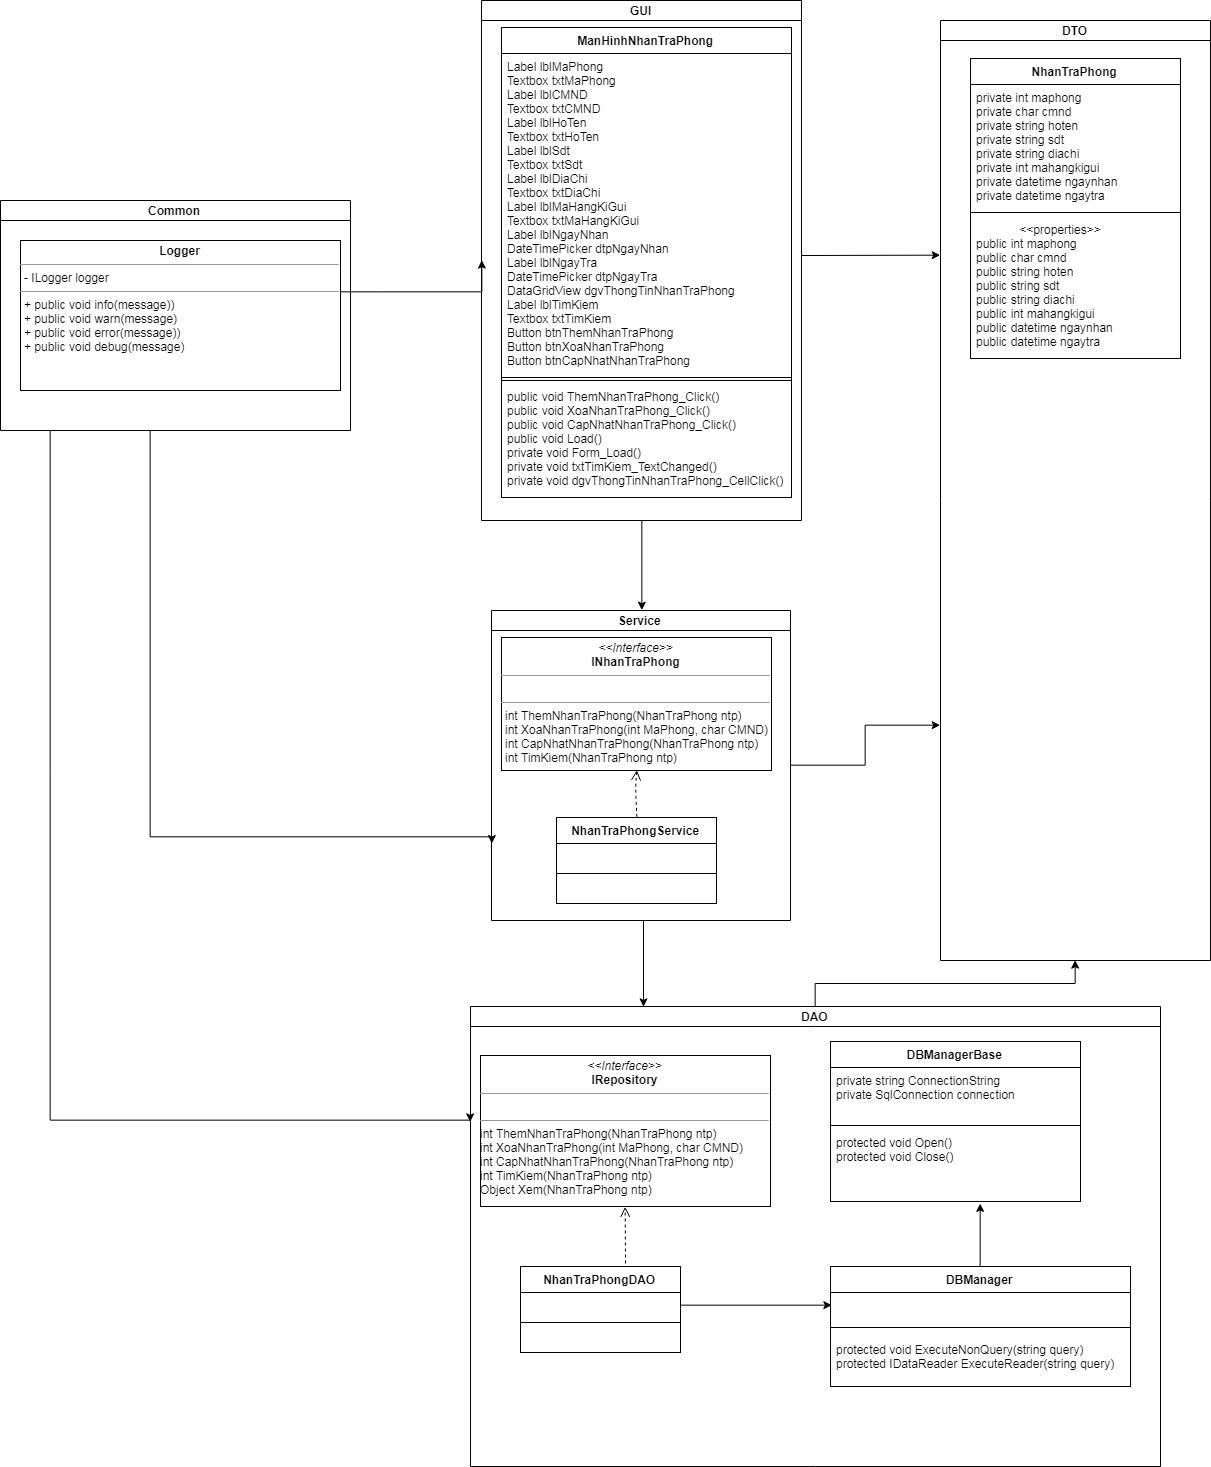 GUI
ManHinhNhanTraPhong
Label lblMaPhong
Textbox txtMaPhong
Label lblCMND
Textbox txtCMND
Label lblHoTen
Textbox txtHoTen
Label lblSdt
Textbox txtSdt
Label lblDiaChi
Textbox txtDiaChi
Label lblMaHangKiGui
Textbox txtMaHangKiGui
Label lblNgayNhan
DateTimePicker dtpNgayNhan
Label lblNgayTra
DateTimePicker dtpNgayTra
DataGridView dgvThongTinNhanTraPhong
Label lblTimKiem
Textbox txtTimKiem
Button btnThemNhanTraPhong
Button btnXoaNhanTraPhong
Button btnCapNhatNhanTraPhong
public void ThemNhanTraPhong_Click()
public void XoaNhanTraPhong_Click()
public void CapNhatNhanTraPhong_Click()
public void Load()
private void Form_Load()
private void txtTimKiem_TextChanged()
private void dgvThongTinNhanTraPhong_CellClick()
DTO
NhanTraPhong
private int maphong
private char cmnd
private string hoten
private string sdt
private string diachi
private int mahangkigui
private datetime ngaynhan
private datetime ngaytra
<<properties>>
public int maphong
public char cmnd
public string hoten
public string sdt
public string diachi
public int mahangkigui
public datetime ngaynhan
public datetime ngaytra
Common
Logger
- ILogger logger
+ public void info(message))
+ public void warn(message)
+ public void error(message))
+ public void debug(message)
Service
<<Interface>>
INhanTraPhong
int ThemNhanTraPhong(NhanTraPhong ntp)
int XoaNhanTraPhong(int MaPhong, char CMND)
int CapNhatNhanTraPhong(NhanTraPhong ntp)
int TimKiem(NhanTraPhong ntp)
NhanTraPhongService
DAO
<<Interface>>
IRepository
int ThemNhanTraPhong(NhanTraPhong ntp)
int XoaNhanTraPhong(int MaPhong, char CMND)
int CapNhatNhanTraPhong(NhanTraPhong ntp)
int TimKiem(NhanTraPhong ntp)
Object Xem(NhanTraPhong ntp)
DBManagerBase
private string ConnectionString
private SqlConnection connection
protected void Open()
protected void Close()
NhanTraPhongDAO
DBManager
protected void ExecuteNonQuery(string query)
protected IDataReader ExecuteReader(string query)